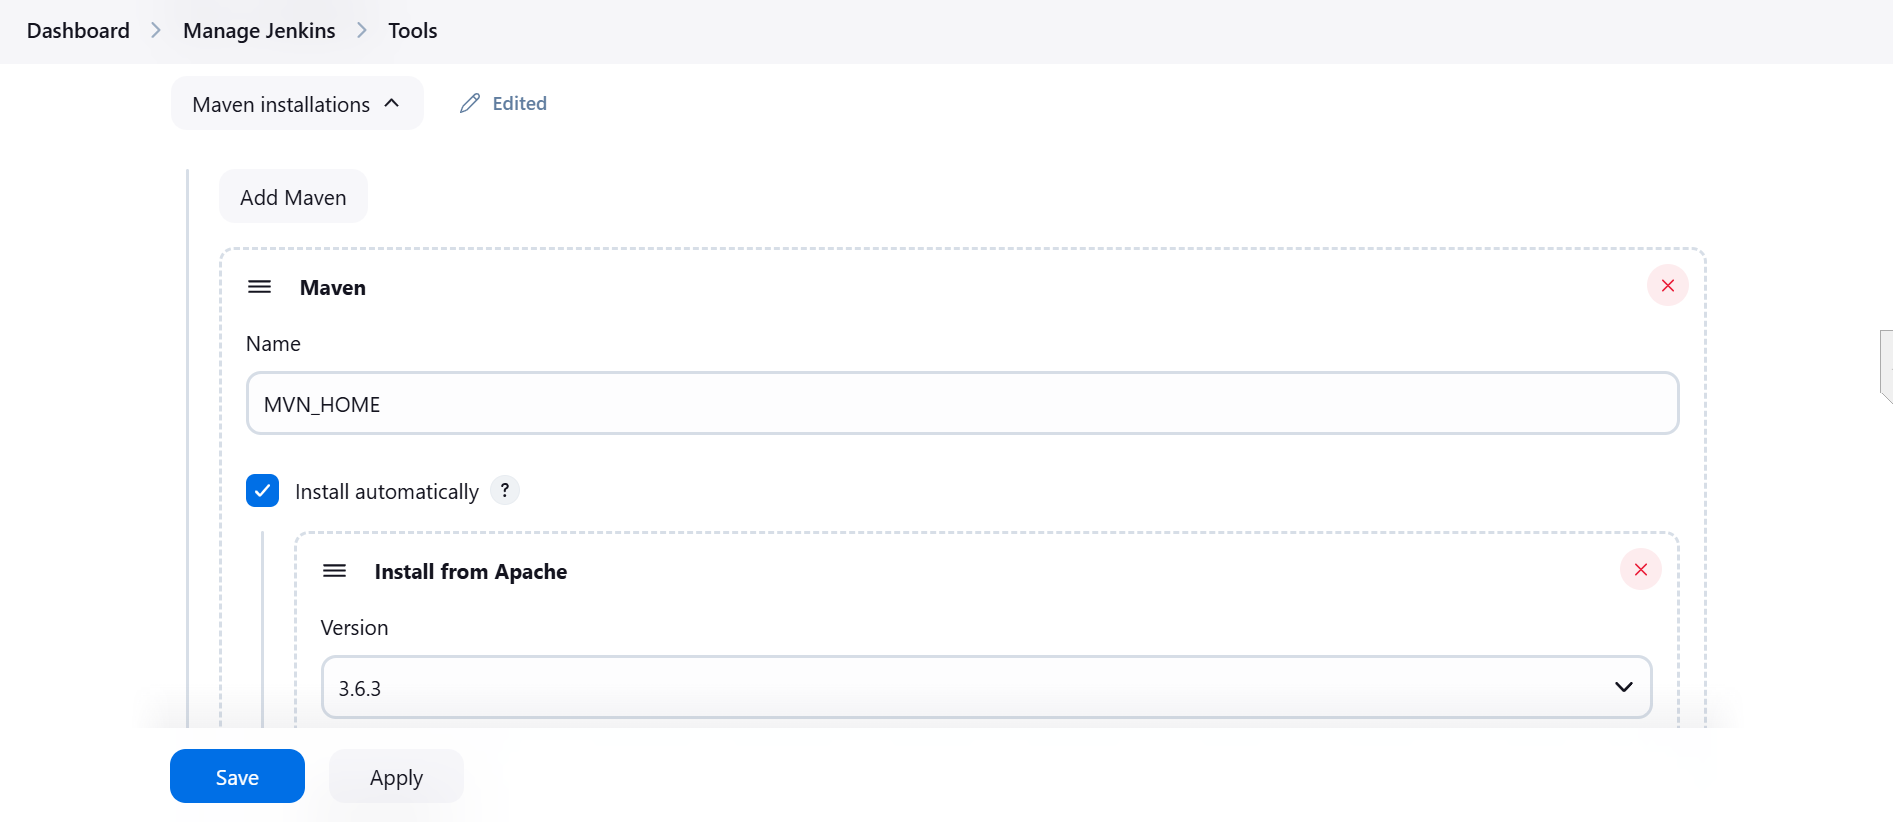 Dashboard > Manage Jenkins > Tools
Maven installations
Edited
Add Maven
Maven
Name
MVN_HOME
Install automatically ?
Install from Apache
Version
3.6.3
Save
Apply